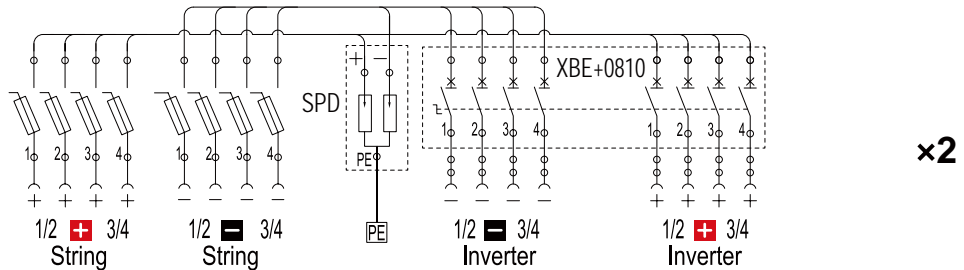 + −
XBE+0810
SPD
1 2 3 4 1 2 3 4 PE 1 2 3 4 1 2 3 4
+ + + + − − − − − − − − + + + +
×2
1/2 + 3/4 1/2 − 3/4 PE 1/2 − 3/4 1/2 + 3/4
String String Inverter Inverter